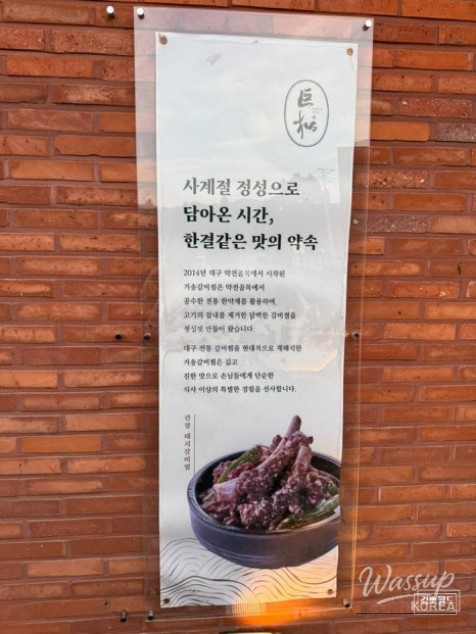 巨松
사계절 정성으로
담아온 시간,
한결같은 맛의 약속
2014년 대구 약전골목에서 시작된
거송갈비찜은 약전골목에서
공수한 전통 한약재를 활용하여,
고기의 잡내를 제거한 담백한 갈비찜을
정성껏 만들어 왔습니다.
대구 전통 갈비찜을 현대적으로 재해석한
거송갈비찜은 깊고
진한 맛으로 손님들에게 단순한
식사 이상의 특별한 경험을 선사합니다.
간장 돼지갈비찜
Wassup
KOREA